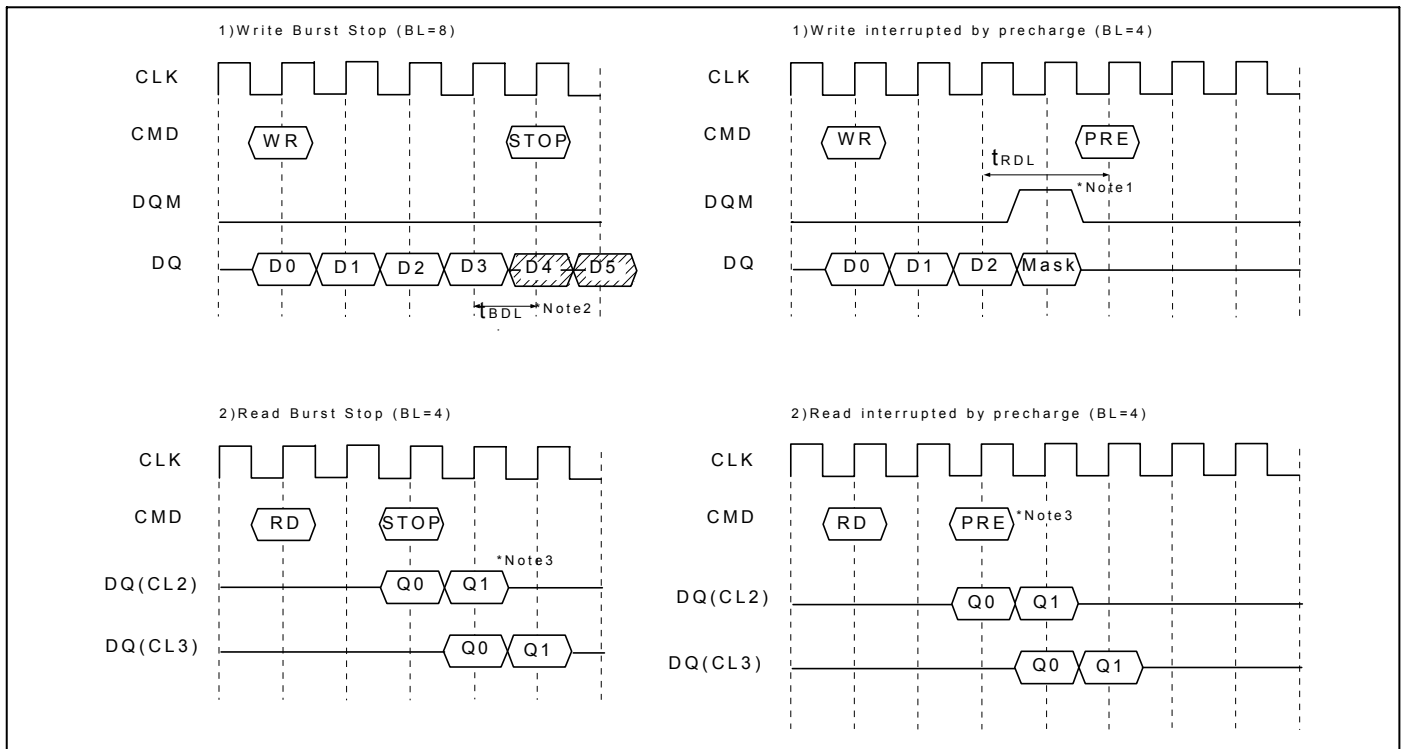 1)Write Burst Stop (BL=8)
CLK
CMD
WR
STOP
DQM
DQ
D0
D1
D2
D3
D4
D5
tBDL
*Note2
1)Write interrupted by precharge (BL=4)
CLK
CMD
WR
PRE
tRDL
*Note1
DQM
DQ
D0
D1
D2
Mask
2)Read Burst Stop (BL=4)
CLK
CMD
RD
STOP
*Note3
DQ(CL2)
Q0
Q1
DQ(CL3)
Q0
Q1
2)Read interrupted by precharge (BL=4)
CLK
CMD
RD
PRE
*Note3
DQ(CL2)
Q0
Q1
DQ(CL3)
Q0
Q1